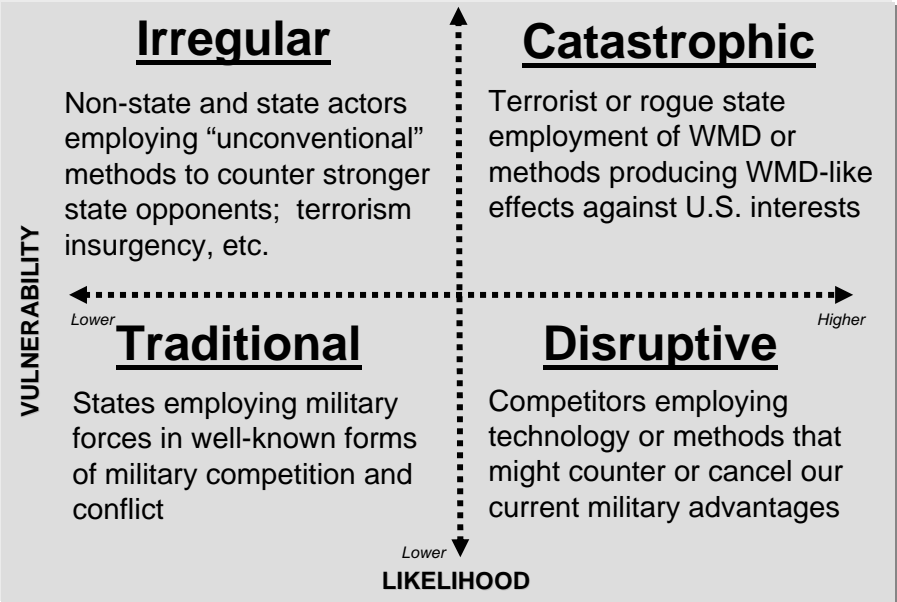 Irregular
Non-state and state actors
employing “unconventional”
methods to counter stronger
state opponents;  terrorism
insurgency, etc.
Catastrophic
Terrorist or rogue state
employment of WMD or
methods producing WMD-like
effects against U.S. interests
VULNERABILITY
Lower
Higher
Traditional
States employing military
forces in well-known forms
of military competition and
conflict
Disruptive
Competitors employing
technology or methods that
might counter or cancel our
current military advantages
Lower
LIKELIHOOD